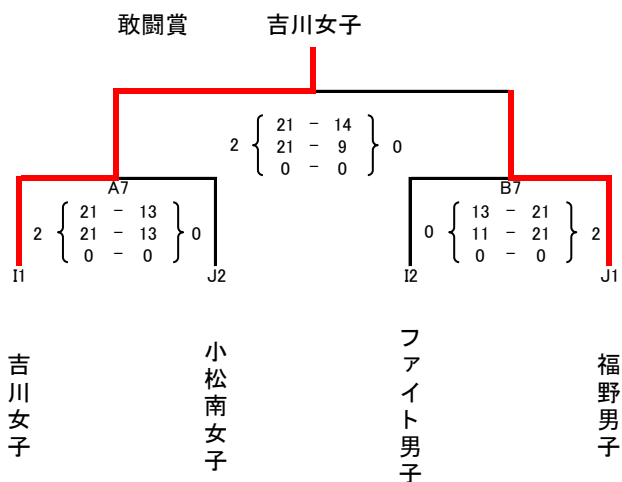 敢闘賞 吉川女子
21 - 14
2 { 21 - 9 } 0
0 - 0
A7 B7
21 - 13 13 - 21
2 { 21 - 13 } 0 0 { 11 - 21 } 2
0 - 0 0 - 0
I1 J2 I2 J1
吉川女子
小松南女子
ファイト男子
福野男子